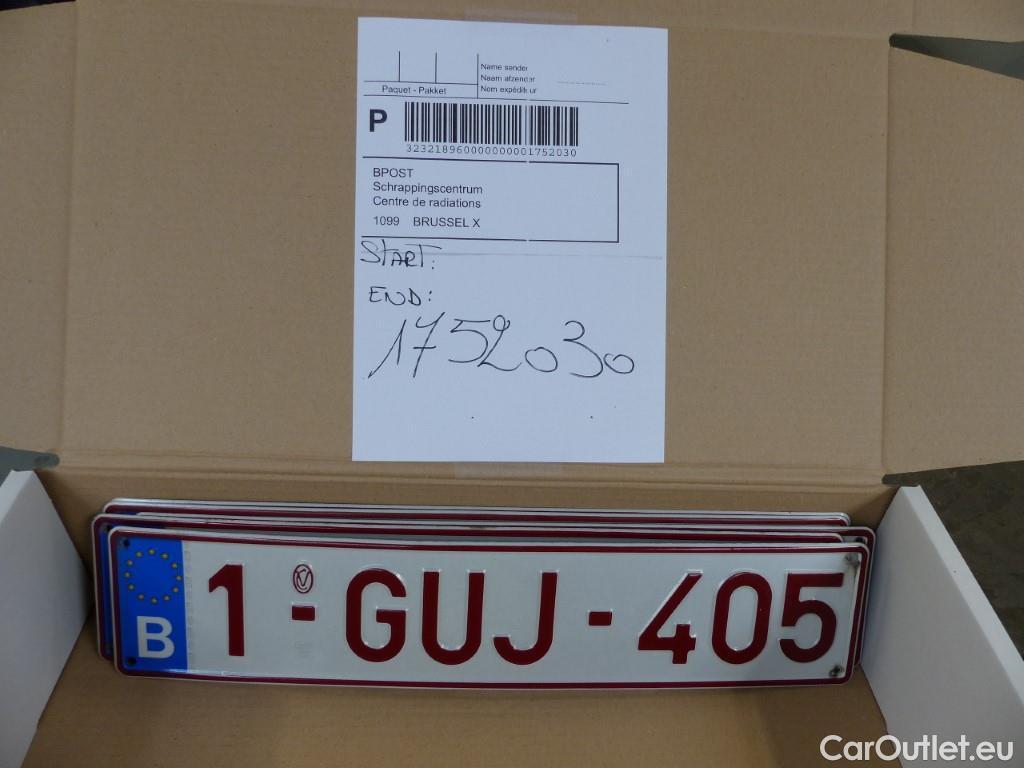 Name sender
Naam afzender
Nom expéditeur
Paquet - Pakket
P
3232189600000000001752030
BPOST
Schrappingscentrum
Centre de radiations
1099 BRUSSEL X
START:
END:
1752030
B 1-GUJ-405
CarOutlet.eu